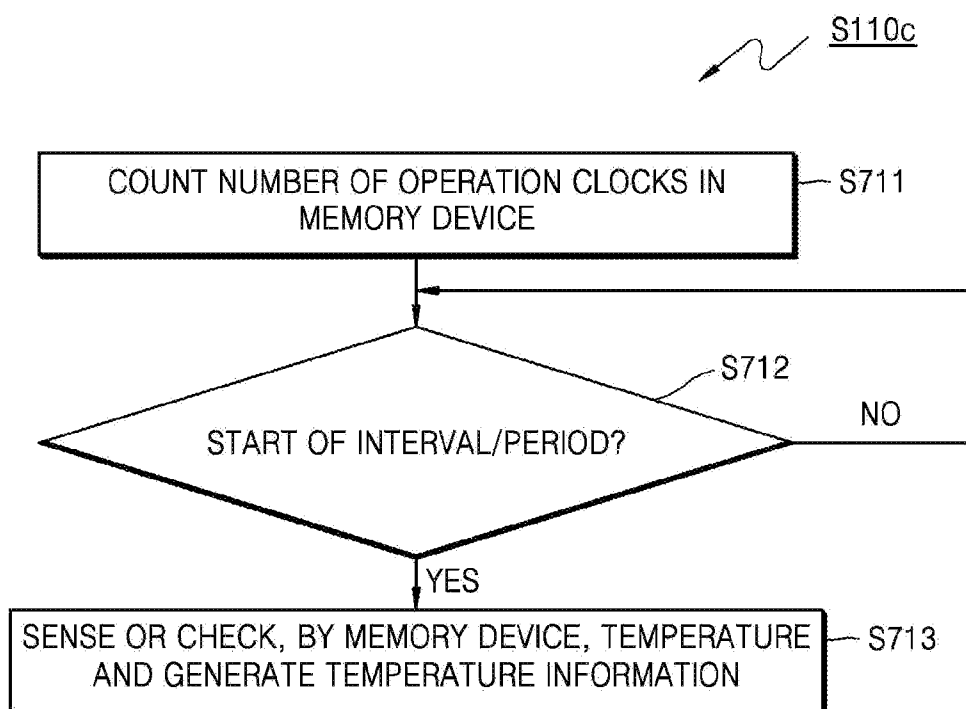 S110c
COUNT NUMBER OF OPERATION CLOCKS IN
MEMORY DEVICE
S711
S712
START OF INTERVAL/PERIOD?
NO
YES
SENSE OR CHECK, BY MEMORY DEVICE, TEMPERATURE
AND GENERATE TEMPERATURE INFORMATION
S713